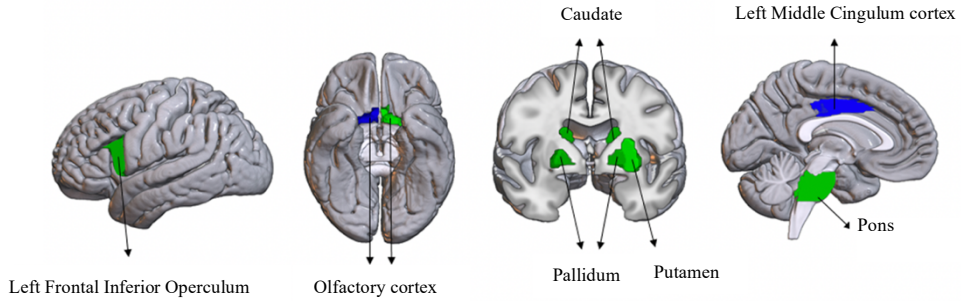 Caudate
Left Middle Cingulum cortex
Pons
Left Frontal Inferior Operculum
Olfactory cortex
Pallidum
Putamen